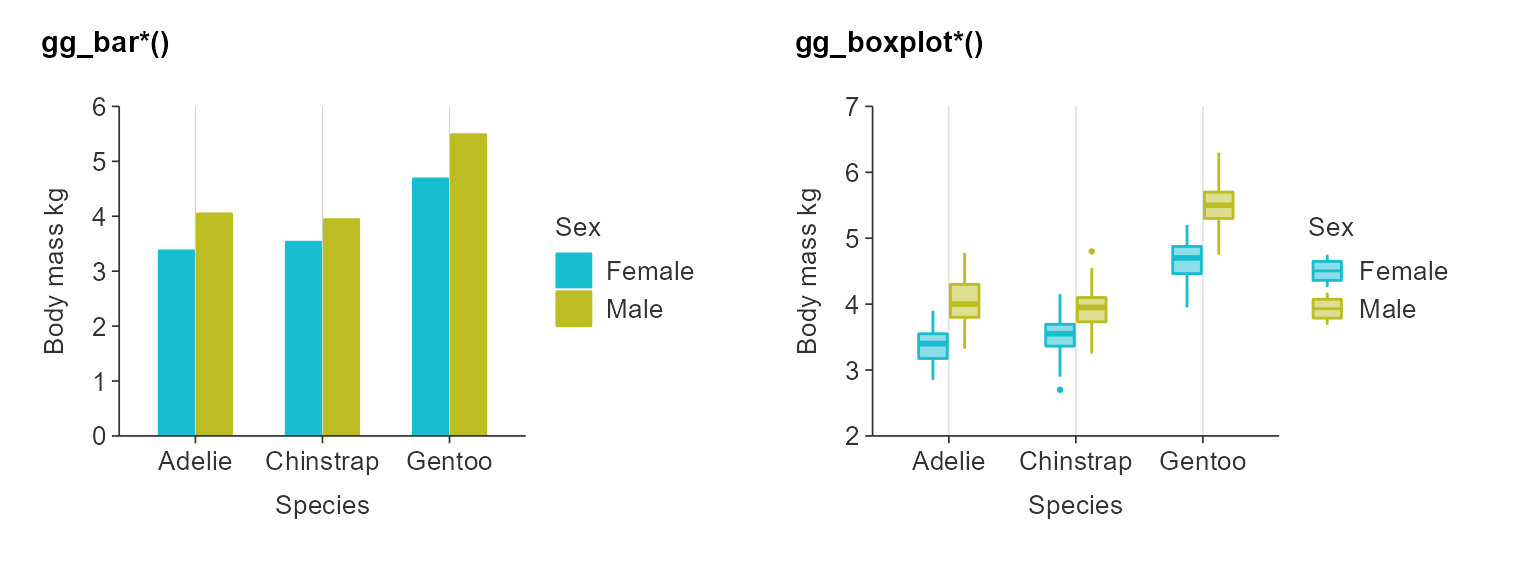 gg_bar*()
6
5
4
3
2
1
0
Body mass kg
Adelie Chinstrap Gentoo
Species
Sex
Female
Male
gg_boxplot*()
7
6
5
4
3
2
Body mass kg
Adelie Chinstrap Gentoo
Species
Sex
Female
Male